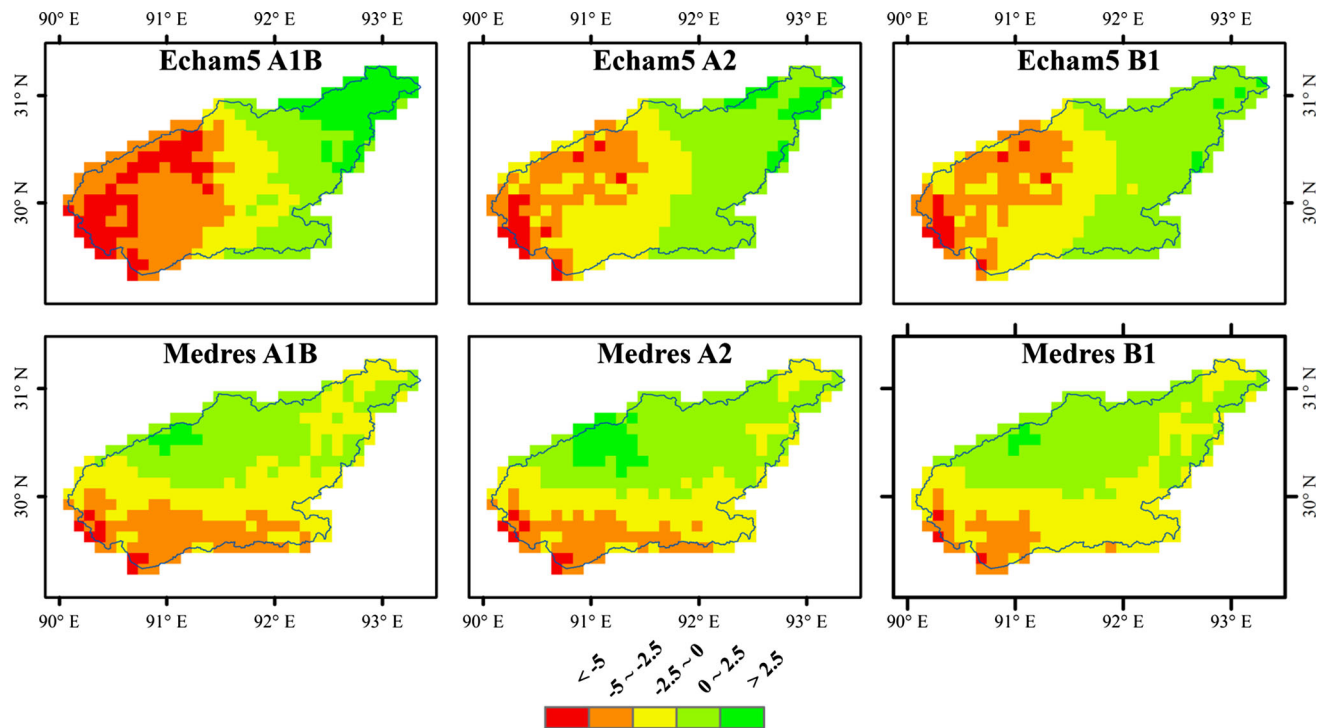 90° E 91° E 92° E 93° E 90° E 91° E 92° E 93° E 90° E 91° E 92° E 93° E
Echam5 A1B Echam5 A2 Echam5 B1
31° N 31° N
30° N 30° N
Medres A1B Medres A2 Medres B1
31° N 31° N
30° N 30° N
90° E 91° E 92° E 93° E 90° E 91° E 92° E 93° E 90° E 91° E 92° E 93° E
< -5 -5 ~ -2.5 -2.5 ~ 0 0 ~ 2.5 > 2.5